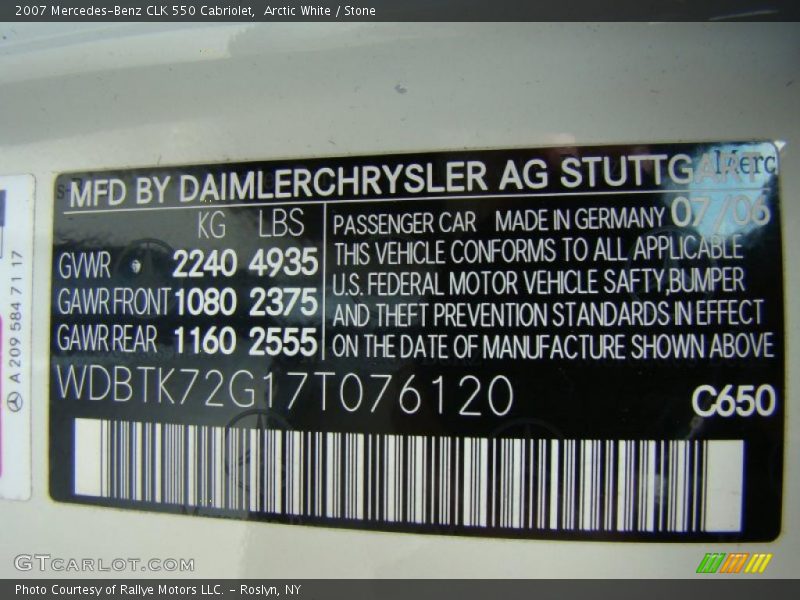 2007 Mercedes-Benz CLK 550 Cabriolet, Arctic White / Stone
MFD BY DAIMLERCHRYSLER AG STUTTGART
Merc
KG LBS
GVWR 2240 4935
GAWR FRONT 1080 2375
GAWR REAR 1160 2555
PASSENGER CAR MADE IN GERMANY 07/06
THIS VEHICLE CONFORMS TO ALL APPLICABLE
U.S. FEDERAL MOTOR VEHICLE SAFTY,BUMPER
AND THEFT PREVENTION STANDARDS IN EFFECT
ON THE DATE OF MANUFACTURE SHOWN ABOVE
WDBTK72G17T076120
C650
A 209 584 71 17
GTCARLOT.COM
Photo Courtesy of Rallye Motors LLC. - Roslyn, NY